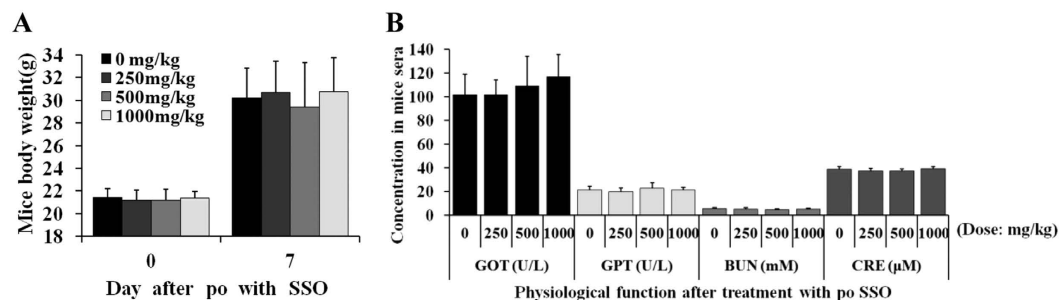 A
Mice body weight(g)
34
32
30
28
26
24
22
20
18
0 mg/kg
250mg/kg
500mg/kg
1000mg/kg
0 7
Day after po with SSO
B
Concentration in mice sera
140
120
100
80
60
40
20
0
0 250 500 1000 0 250 500 1000 0 250 500 1000 0 250 500 1000 (Dose: mg/kg)
GOT (U/L) GPT (U/L) BUN (mM) CRE (μM)
Physiological function after treatment with po SSO